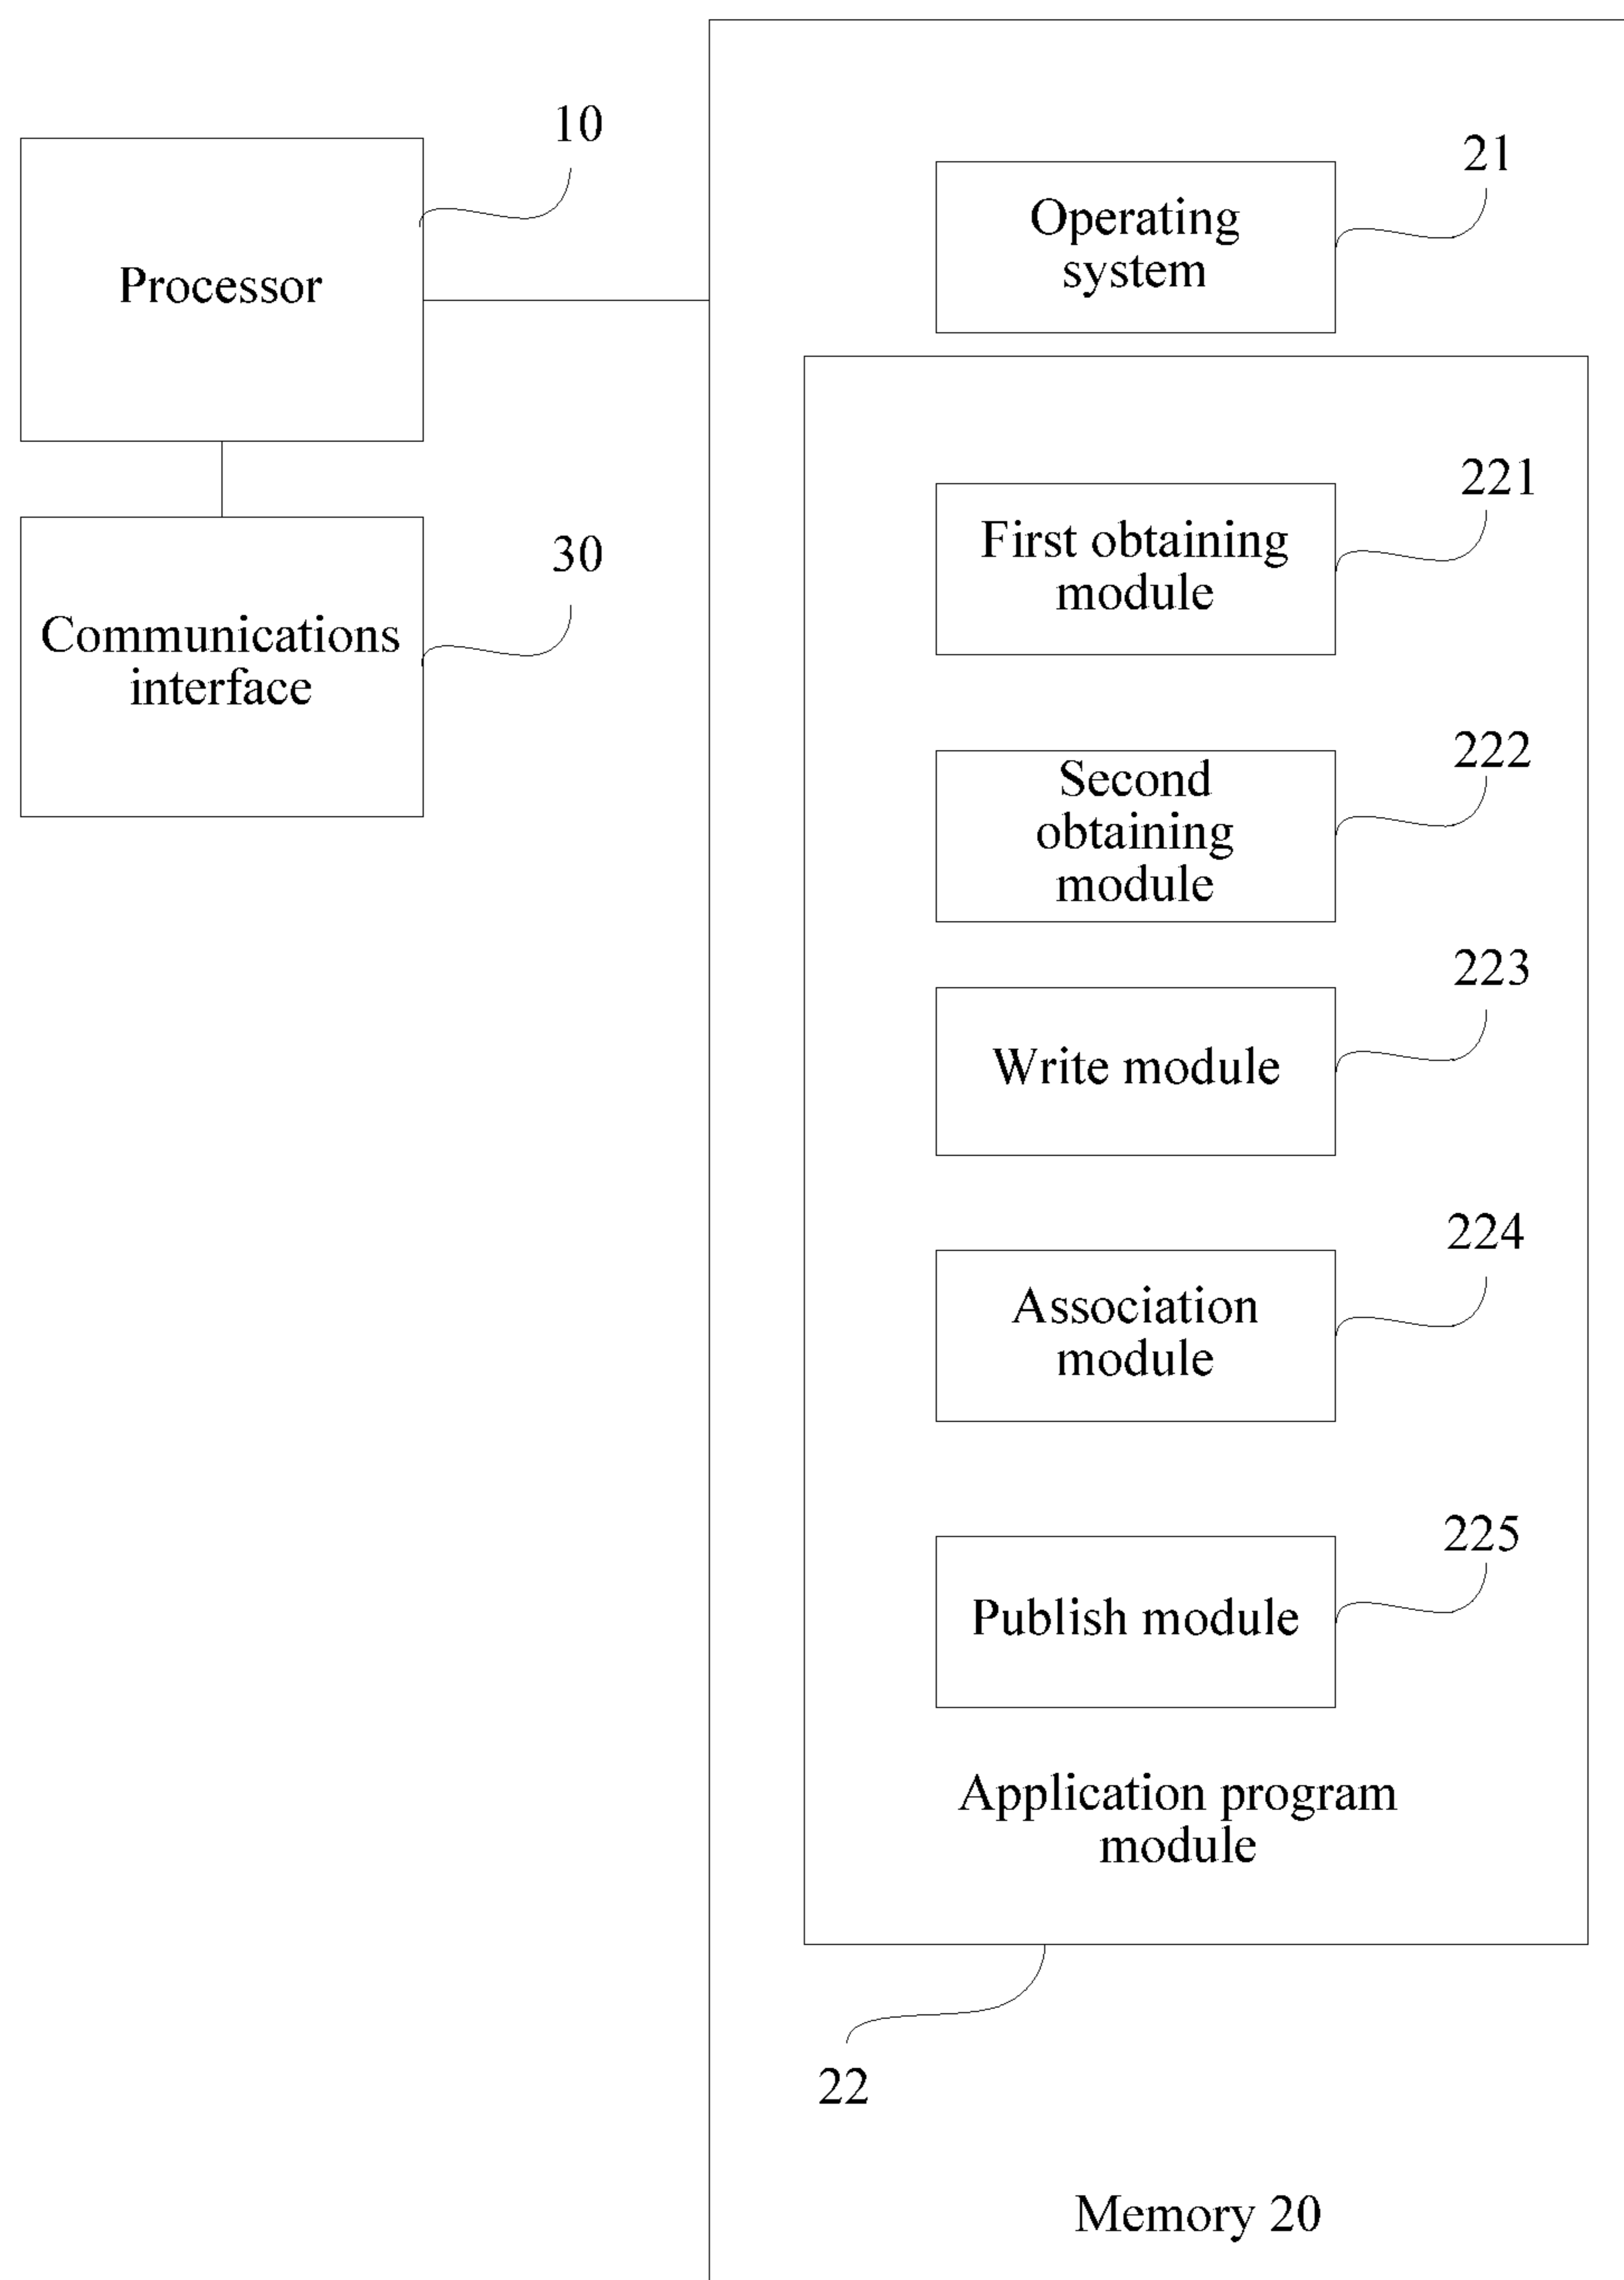 10
Processor
30
Communications
interface
21
Operating
system
221
First obtaining
module
222
Second
obtaining
module
223
Write module
224
Association
module
225
Publish module
Application program
module
22
Memory 20